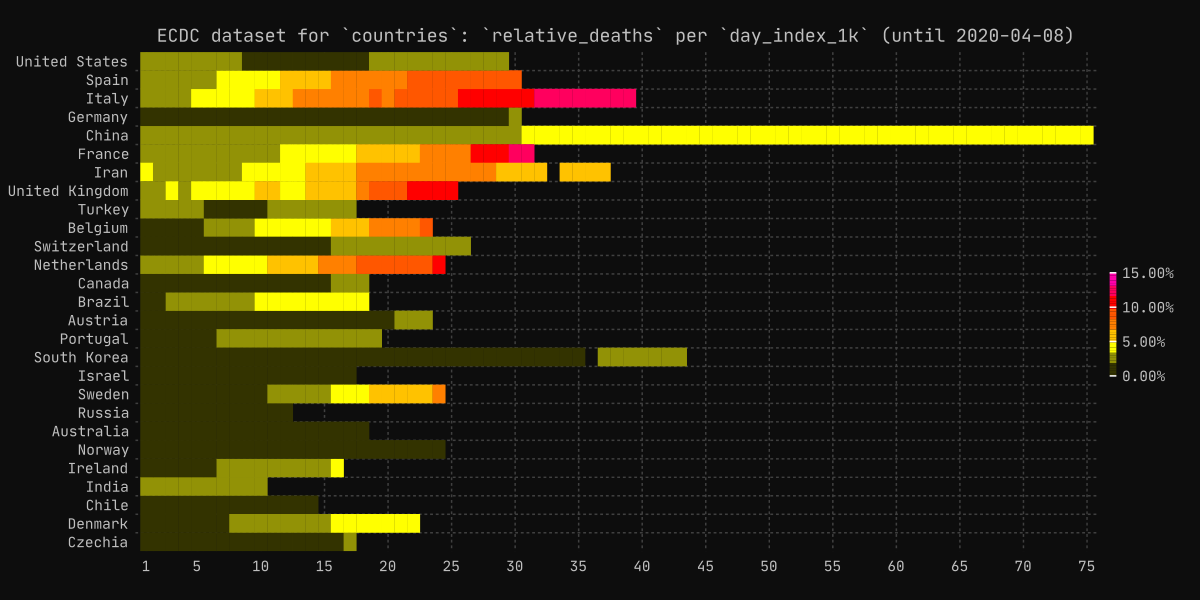 ECDC dataset for `countries`: `relative_deaths` per `day_index_1k` (until 2020-04-08)
United States
Spain
Italy
Germany
China
France
Iran
United Kingdom
Turkey
Belgium
Switzerland
Netherlands
Canada
Brazil
Austria
Portugal
South Korea
Israel
Sweden
Russia
Australia
Norway
Ireland
India
Chile
Denmark
Czechia
15.00%
10.00%
5.00%
0.00%
1 5 10 15 20 25 30 35 40 45 50 55 60 65 70 75